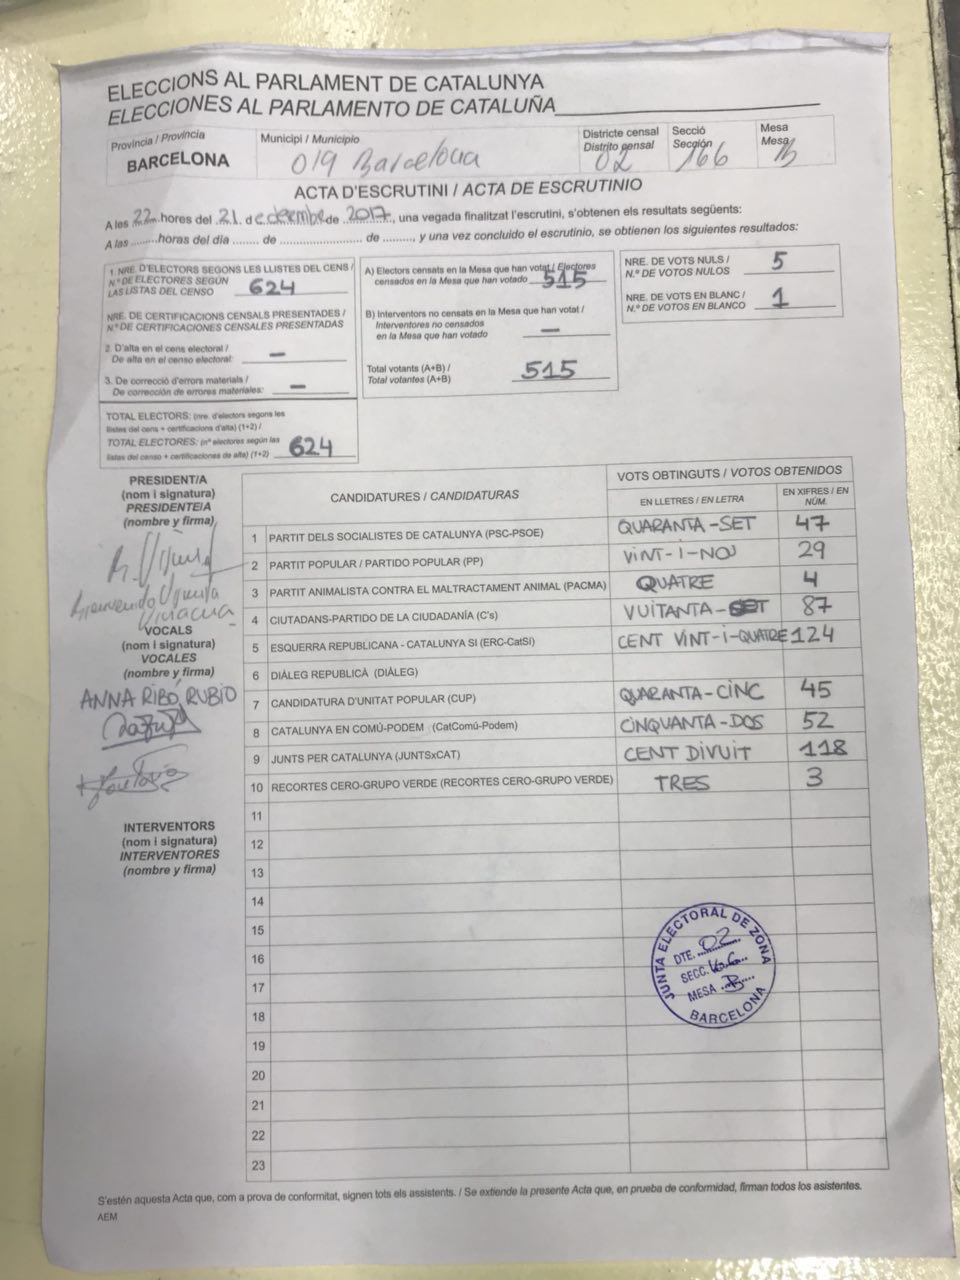 ELECCIONS AL PARLAMENT DE CATALUNYA
ELECCIONES AL PARLAMENTO DE CATALUÑA
Provincia / Provincia
BARCELONA
Municipi / Municipio
019 Barcelona
Districte censal
Distrito censal
02
Secció
Sección
166
Mesa
Mesa
B
ACTA D'ESCRUTINI / ACTA DE ESCRUTINIO
A les 22 hores del 21 de desembre de 2017, una vegada finalitzat l'escrutini, s'obtenen els resultats següents:
A las ........horas del día ....... de ...................... de ........, y una vez concluido el escrutinio, se obtienen los siguientes resultados:
1. NRE. D'ELECTORS SEGONS LES LLISTES DEL CENS /
N.º DE ELECTORES SEGÚN
LAS LISTAS DEL CENSO
624
NRE. DE CERTIFICACIONS CENSALS PRESENTADES /
N.º DE CERTIFICACIONES CENSALES PRESENTADAS
2. D'alta en el cens electoral /
De alta en el censo electoral: –
3. De correcció d'errors materials /
De corrección de errores materiales: –
TOTAL ELECTORS: (nre. d'electors segons les
llistes del cens + certificacions d'alta) (1+2) /
TOTAL ELECTORES: (nº electores según las
listas del censo + certificaciones de alta) (1+2)
624
A) Electors censats en la Mesa que han votat / Electores
censados en la Mesa que han votado 515
B) Interventors no censats en la Mesa que han votat /
Interventores no censados
en la Mesa que han votado –
Total votants (A+B) /
Total votantes (A+B)
515
NRE. DE VOTS NULS /
N.º DE VOTOS NULOS
5
NRE. DE VOTS EN BLANC /
N.º DE VOTOS EN BLANCO
1
PRESIDENT/A
(nom i signatura)
PRESIDENTE/A
(nombre y firma)
VOCALS
(nom i signatura)
VOCALES
(nombre y firma)
ANNA RIBÓ RUBIO
INTERVENTORS
(nom i signatura)
INTERVENTORES
(nombre y firma)
CANDIDATURES / CANDIDATURAS
VOTS OBTINGUTS / VOTOS OBTENIDOS
EN LLETRES / EN LETRA
EN XIFRES / EN NÚM.
1 PARTIT DELS SOCIALISTES DE CATALUNYA (PSC-PSOE) QUARANTA-SET 47
2 PARTIT POPULAR / PARTIDO POPULAR (PP) VINT-I-NOU 29
3 PARTIT ANIMALISTA CONTRA EL MALTRACTAMENT ANIMAL (PACMA) QUATRE 4
4 CIUTADANS-PARTIDO DE LA CIUDADANÍA (C's) VUITANTA-SET 87
5 ESQUERRA REPUBLICANA - CATALUNYA SI (ERC-CatSí) CENT VINT-I-QUATRE 124
6 DIÀLEG REPUBLICÀ (DIÀLEG)
7 CANDIDATURA D'UNITAT POPULAR (CUP) QUARANTA-CINC 45
8 CATALUNYA EN COMÚ-PODEM (CatComú-Podem) CINQUANTA-DOS 52
9 JUNTS PER CATALUNYA (JUNTSxCAT) CENT DIVUIT 118
10 RECORTES CERO-GRUPO VERDE (RECORTES CERO-GRUPO VERDE) TRES 3
11
12
13
14
15
16
17
18
19
20
21
22
23
JUNTA ELECTORAL DE ZONA
DTE. 02
SECC. 166
MESA B
BARCELONA
S'estén aquesta Acta que, com a prova de conformitat, signen tots els assistents. / Se extiende la presente Acta que, en prueba de conformidad, firman todos los asistentes.
AEM